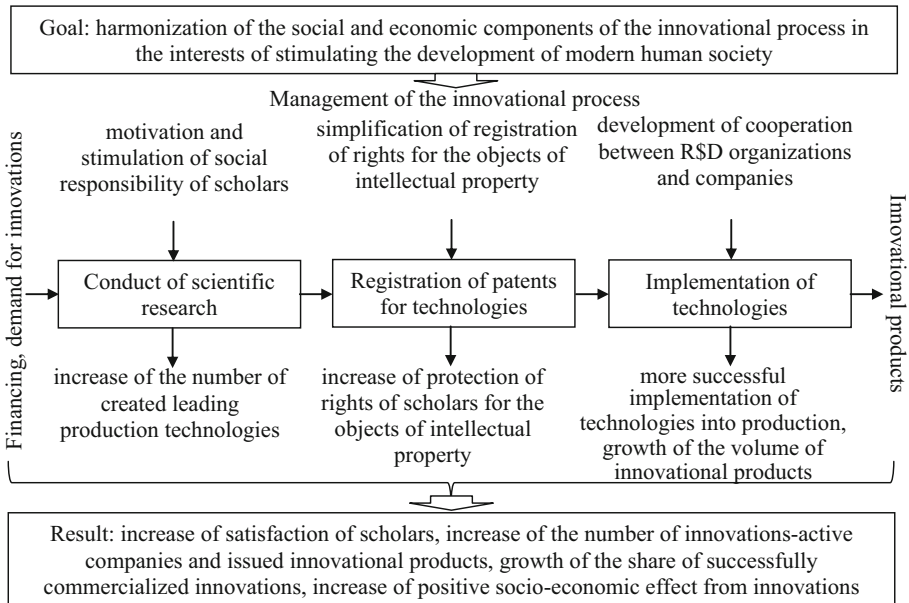 Goal: harmonization of the social and economic components of the innovational process in
the interests of stimulating the development of modern human society
Management of the innovational process
motivation and
stimulation of social
responsibility of scholars
simplification of registration
of rights for the objects of
intellectual property
development of cooperation
between R$D organizations
and companies
Financing, demand for innovations
Conduct of scientific
research
Registration of patents
for technologies
Implementation of
technologies
Innovational
products
increase of the number of
created leading
production technologies
increase of protection of
rights of scholars for the
objects of intellectual
property
more successful
implementation of
technologies into production,
growth of the volume of
innovational products
Result: increase of satisfaction of scholars, increase of the number of innovations-active
companies and issued innovational products, growth of the share of successfully
commercialized innovations, increase of positive socio-economic effect from innovations